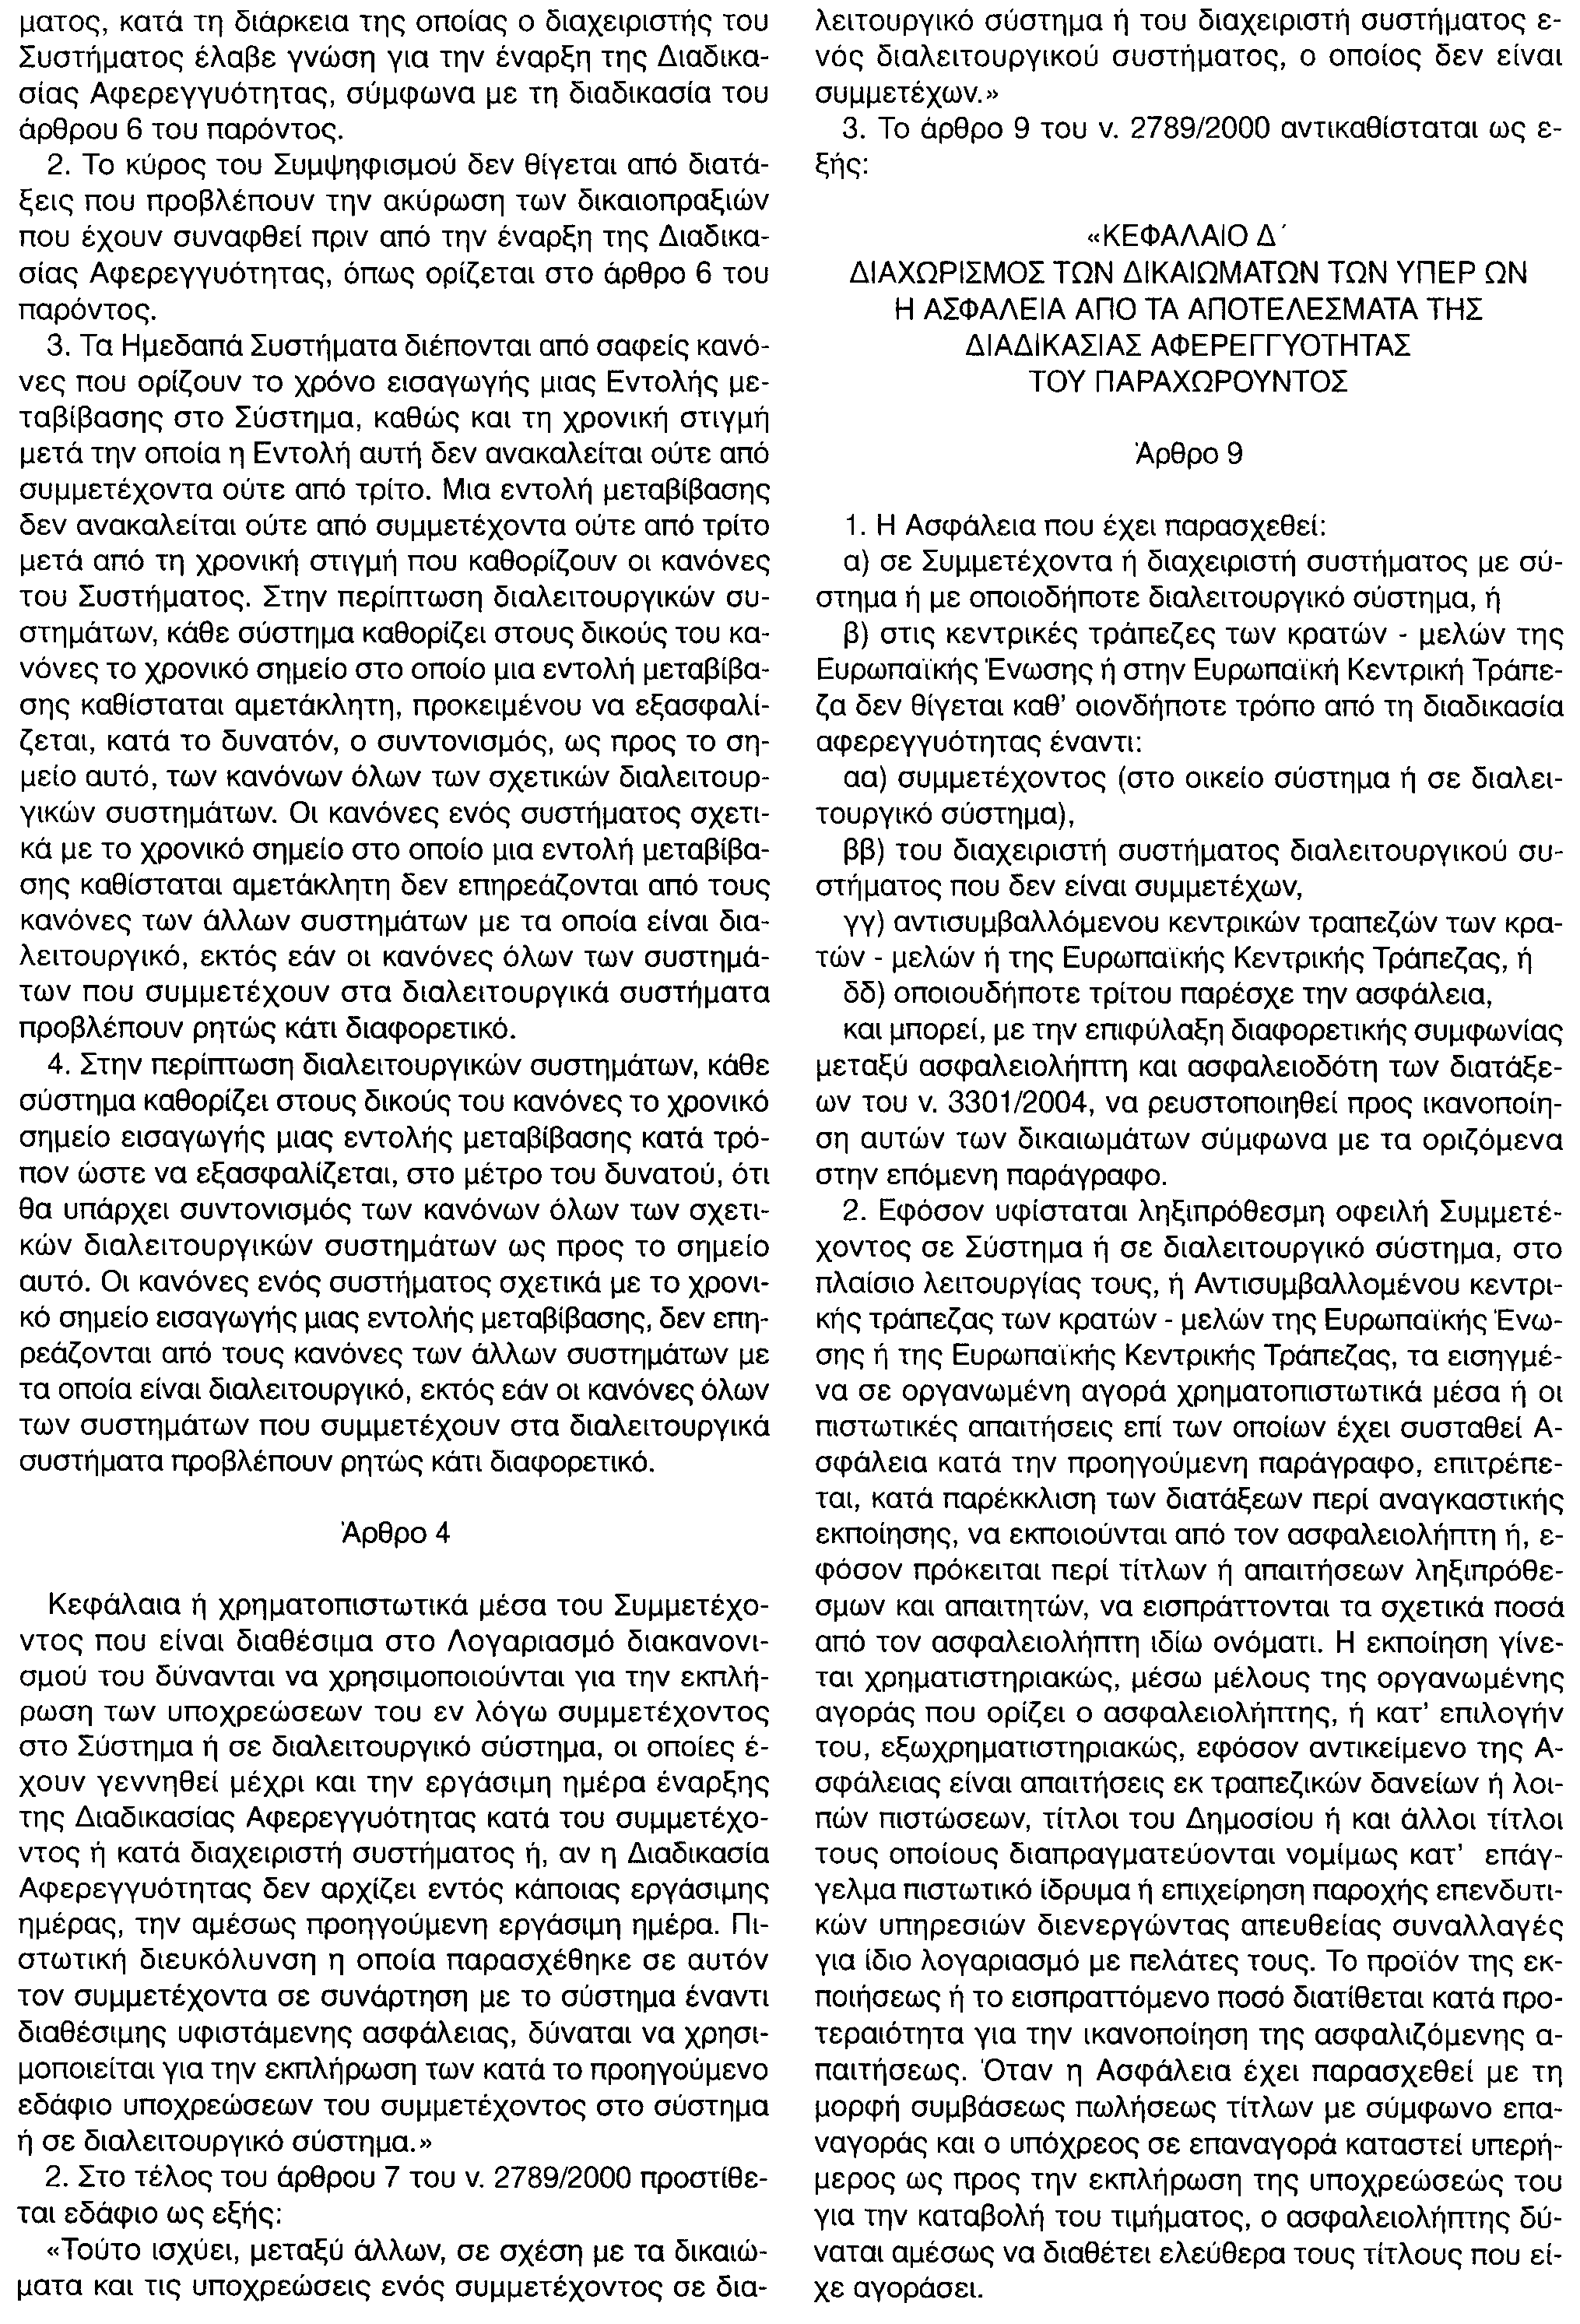 ματος, κατά τη διάρκεια της οποίας ο διαχειριστής του
Συστήματος έλαβε γνώση για την έναρξη της Διαδικα-
σίας Αφερεγγυότητας, σύμφωνα με τη διαδικασία του
άρθρου 6 του παρόντος.
2. Το κύρος του Συμψηφισμού δεν θίγεται από διατά-
ξεις που προβλέπουν την ακύρωση των δικαιοπραξιών
που έχουν συναφθεί πριν από την έναρξη της Διαδικα-
σίας Αφερεγγυότητας, όπως ορίζεται στο άρθρο 6 του
παρόντος.
3. Τα Ημεδαπά Συστήματα διέπονται από σαφείς κανό-
νες που ορίζουν το χρόνο εισαγωγής μιας Εντολής με-
ταβίβασης στο Σύστημα, καθώς και τη χρονική στιγμή
μετά την οποία η Εντολή αυτή δεν ανακαλείται ούτε από
συμμετέχοντα ούτε από τρίτο. Μια εντολή μεταβίβασης
δεν ανακαλείται ούτε από συμμετέχοντα ούτε από τρίτο
μετά από τη χρονική στιγμή που καθορίζουν οι κανόνες
του Συστήματος. Στην περίπτωση διαλειτουργικών συ-
στημάτων, κάθε σύστημα καθορίζει στους δικούς του κα-
νόνες το χρονικό σημείο στο οποίο μια εντολή μεταβίβα-
σης καθίσταται αμετάκλητη, προκειμένου να εξασφαλί-
ζεται, κατά το δυνατόν, ο συντονισμός, ως προς το ση-
μείο αυτό, των κανόνων όλων των σχετικών διαλειτουρ-
γικών συστημάτων. Οι κανόνες ενός συστήματος σχετι-
κά με το χρονικό σημείο στο οποίο μια εντολή μεταβίβα-
σης καθίσταται αμετάκλητη δεν επηρεάζονται από τους
κανόνες των άλλων συστημάτων με τα οποία είναι δια-
λειτουργικό, εκτός εάν οι κανόνες όλων των συστημά-
των που συμμετέχουν στα διαλειτουργικά συστήματα
προβλέπουν ρητώς κάτι διαφορετικό.
4. Στην περίπτωση διαλειτουργικών συστημάτων, κάθε
σύστημα καθορίζει στους δικούς του κανόνες το χρονικό
σημείο εισαγωγής μιας εντολής μεταβίβασης κατά τρό-
πον ώστε να εξασφαλίζεται, στο μέτρο του δυνατού, ότι
θα υπάρχει συντονισμός των κανόνων όλων των σχετι-
κών διαλειτουργικών συστημάτων ως προς το σημείο
αυτό. Οι κανόνες ενός συστήματος σχετικά με το χρονι-
κό σημείο εισαγωγής μιας εντολής μεταβίβασης, δεν επη-
ρεάζονται από τους κανόνες των άλλων συστημάτων με
τα οποία είναι διαλειτουργικό, εκτός εάν οι κανόνες όλων
των συστημάτων που συμμετέχουν στα διαλειτουργικά
συστήματα προβλέπουν ρητώς κάτι διαφορετικό.
Άρθρο 4
Κεφάλαια ή χρηματοπιστωτικά μέσα του Συμμετέχο-
ντος που είναι διαθέσιμα στο Λογαριασμό διακανονι-
σμού του δύνανται να χρησιμοποιούνται για την εκπλή-
ρωση των υποχρεώσεων του εν λόγω συμμετέχοντος
στο Σύστημα ή σε διαλειτουργικό σύστημα, οι οποίες έ-
χουν γεννηθεί μέχρι και την εργάσιμη ημέρα έναρξης
της Διαδικασίας Αφερεγγυότητας κατά του συμμετέχο-
ντος ή κατά διαχειριστή συστήματος ή, αν η Διαδικασία
Αφερεγγυότητας δεν αρχίζει εντός κάποιας εργάσιμης
ημέρας, την αμέσως προηγούμενη εργάσιμη ημέρα. Πι-
στωτική διευκόλυνση η οποία παρασχέθηκε σε αυτόν
τον συμμετέχοντα σε συνάρτηση με το σύστημα έναντι
διαθέσιμης υφιστάμενης ασφάλειας, δύναται να χρησι-
μοποιείται για την εκπλήρωση των κατά το προηγούμενο
εδάφιο υποχρεώσεων του συμμετέχοντος στο σύστημα
ή σε διαλειτουργικό σύστημα.»
2. Στο τέλος του άρθρου 7 του ν. 2789/2000 προστίθε-
ται εδάφιο ως εξής:
«Τούτο ισχύει, μεταξύ άλλων, σε σχέση με τα δικαιώ-
ματα και τις υποχρεώσεις ενός συμμετέχοντος σε δια-
λειτουργικό σύστημα ή του διαχειριστή συστήματος ε-
νός διαλειτουργικού συστήματος, ο οποίος δεν είναι
συμμετέχων.»
3. Το άρθρο 9 του ν. 2789/2000 αντικαθίσταται ως ε-
ξής:
«ΚΕΦΑΛΑΙΟ Δ΄
ΔΙΑΧΩΡΙΣΜΟΣ ΤΩΝ ΔΙΚΑΙΩΜΑΤΩΝ ΤΩΝ ΥΠΕΡ ΩΝ
Η ΑΣΦΑΛΕΙΑ ΑΠΟ ΤΑ ΑΠΟΤΕΛΕΣΜΑΤΑ ΤΗΣ
ΔΙΑΔΙΚΑΣΙΑΣ ΑΦΕΡΕΓΓΥΟΤΗΤΑΣ
ΤΟΥ ΠΑΡΑΧΩΡΟΥΝΤΟΣ
Άρθρο 9
1. Η Ασφάλεια που έχει παρασχεθεί:
α) σε Συμμετέχοντα ή διαχειριστή συστήματος με σύ-
στημα ή με οποιοδήποτε διαλειτουργικό σύστημα, ή
β) στις κεντρικές τράπεζες των κρατών - μελών της
Ευρωπαϊκής Ένωσης ή στην Ευρωπαϊκή Κεντρική Τράπε-
ζα δεν θίγεται καθ’ οιονδήποτε τρόπο από τη διαδικασία
αφερεγγυότητας έναντι:
αα) συμμετέχοντος (στο οικείο σύστημα ή σε διαλει-
τουργικό σύστημα),
ββ) του διαχειριστή συστήματος διαλειτουργικού συ-
στήματος που δεν είναι συμμετέχων,
γγ) αντισυμβαλλόμενου κεντρικών τραπεζών των κρα-
τών - μελών ή της Ευρωπαϊκής Κεντρικής Τράπεζας, ή
δδ) οποιουδήποτε τρίτου παρέσχε την ασφάλεια,
και μπορεί, με την επιφύλαξη διαφορετικής συμφωνίας
μεταξύ ασφαλειολήπτη και ασφαλειοδότη των διατάξε-
ων του ν. 3301/2004, να ρευστοποιηθεί προς ικανοποίη-
ση αυτών των δικαιωμάτων σύμφωνα με τα οριζόμενα
στην επόμενη παράγραφο.
2. Εφόσον υφίσταται ληξιπρόθεσμη οφειλή Συμμετέ-
χοντος σε Σύστημα ή σε διαλειτουργικό σύστημα, στο
πλαίσιο λειτουργίας τους, ή Αντισυμβαλλομένου κεντρι-
κής τράπεζας των κρατών - μελών της Ευρωπαϊκής Ένω-
σης ή της Ευρωπαϊκής Κεντρικής Τράπεζας, τα εισηγμέ-
να σε οργανωμένη αγορά χρηματοπιστωτικά μέσα ή οι
πιστωτικές απαιτήσεις επί των οποίων έχει συσταθεί Α-
σφάλεια κατά την προηγούμενη παράγραφο, επιτρέπε-
ται, κατά παρέκκλιση των διατάξεων περί αναγκαστικής
εκποίησης, να εκποιούνται από τον ασφαλειολήπτη ή, ε-
φόσον πρόκειται περί τίτλων ή απαιτήσεων ληξιπρόθε-
σμων και απαιτητών, να εισπράττονται τα σχετικά ποσά
από τον ασφαλειολήπτη ιδίω ονόματι. Η εκποίηση γίνε-
ται χρηματιστηριακώς, μέσω μέλους της οργανωμένης
αγοράς που ορίζει ο ασφαλειολήπτης, ή κατ’ επιλογήν
του, εξωχρηματιστηριακώς, εφόσον αντικείμενο της Α-
σφάλειας είναι απαιτήσεις εκ τραπεζικών δανείων ή λοι-
πών πιστώσεων, τίτλοι του Δημοσίου ή και άλλοι τίτλοι
τους οποίους διαπραγματεύονται νομίμως κατ’ επάγ-
γελμα πιστωτικό ίδρυμα ή επιχείρηση παροχής επενδυτι-
κών υπηρεσιών διενεργώντας απευθείας συναλλαγές
για ίδιο λογαριασμό με πελάτες τους. Το προϊόν της εκ-
ποιήσεως ή το εισπραττόμενο ποσό διατίθεται κατά προ-
τεραιότητα για την ικανοποίηση της ασφαλιζόμενης α-
παιτήσεως. Όταν η Ασφάλεια έχει παρασχεθεί με τη
μορφή συμβάσεως πωλήσεως τίτλων με σύμφωνο επα-
ναγοράς και ο υπόχρεος σε επαναγορά καταστεί υπερή-
μερος ως προς την εκπλήρωση της υποχρεώσεώς του
για την καταβολή του τιμήματος, ο ασφαλειολήπτης δύ-
ναται αμέσως να διαθέτει ελεύθερα τους τίτλους που εί-
χε αγοράσει.